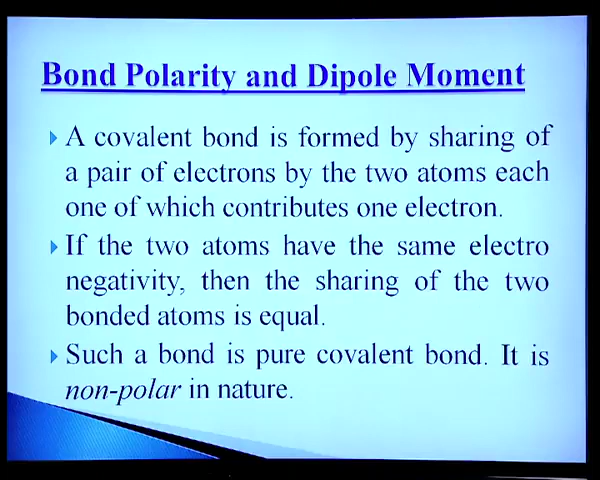 Bond Polarity and Dipole Moment
A covalent bond is formed by sharing of
a pair of electrons by the two atoms each
one of which contributes one electron.
If the two atoms have the same electro
negativity, then the sharing of the two
bonded atoms is equal.
Such a bond is pure covalent bond. It is
non-polar in nature.